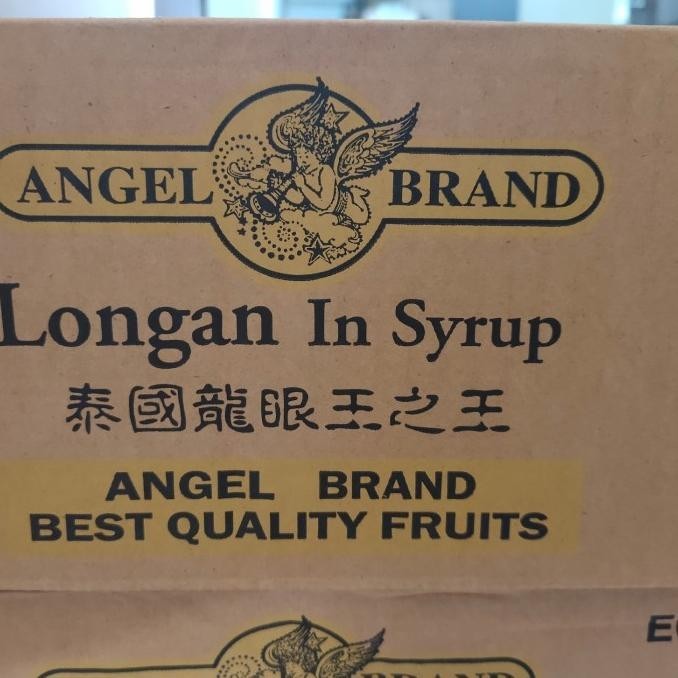 ANGEL BRAND
Longan In Syrup
泰國龍眼王之王
ANGEL BRAND
BEST QUALITY FRUITS